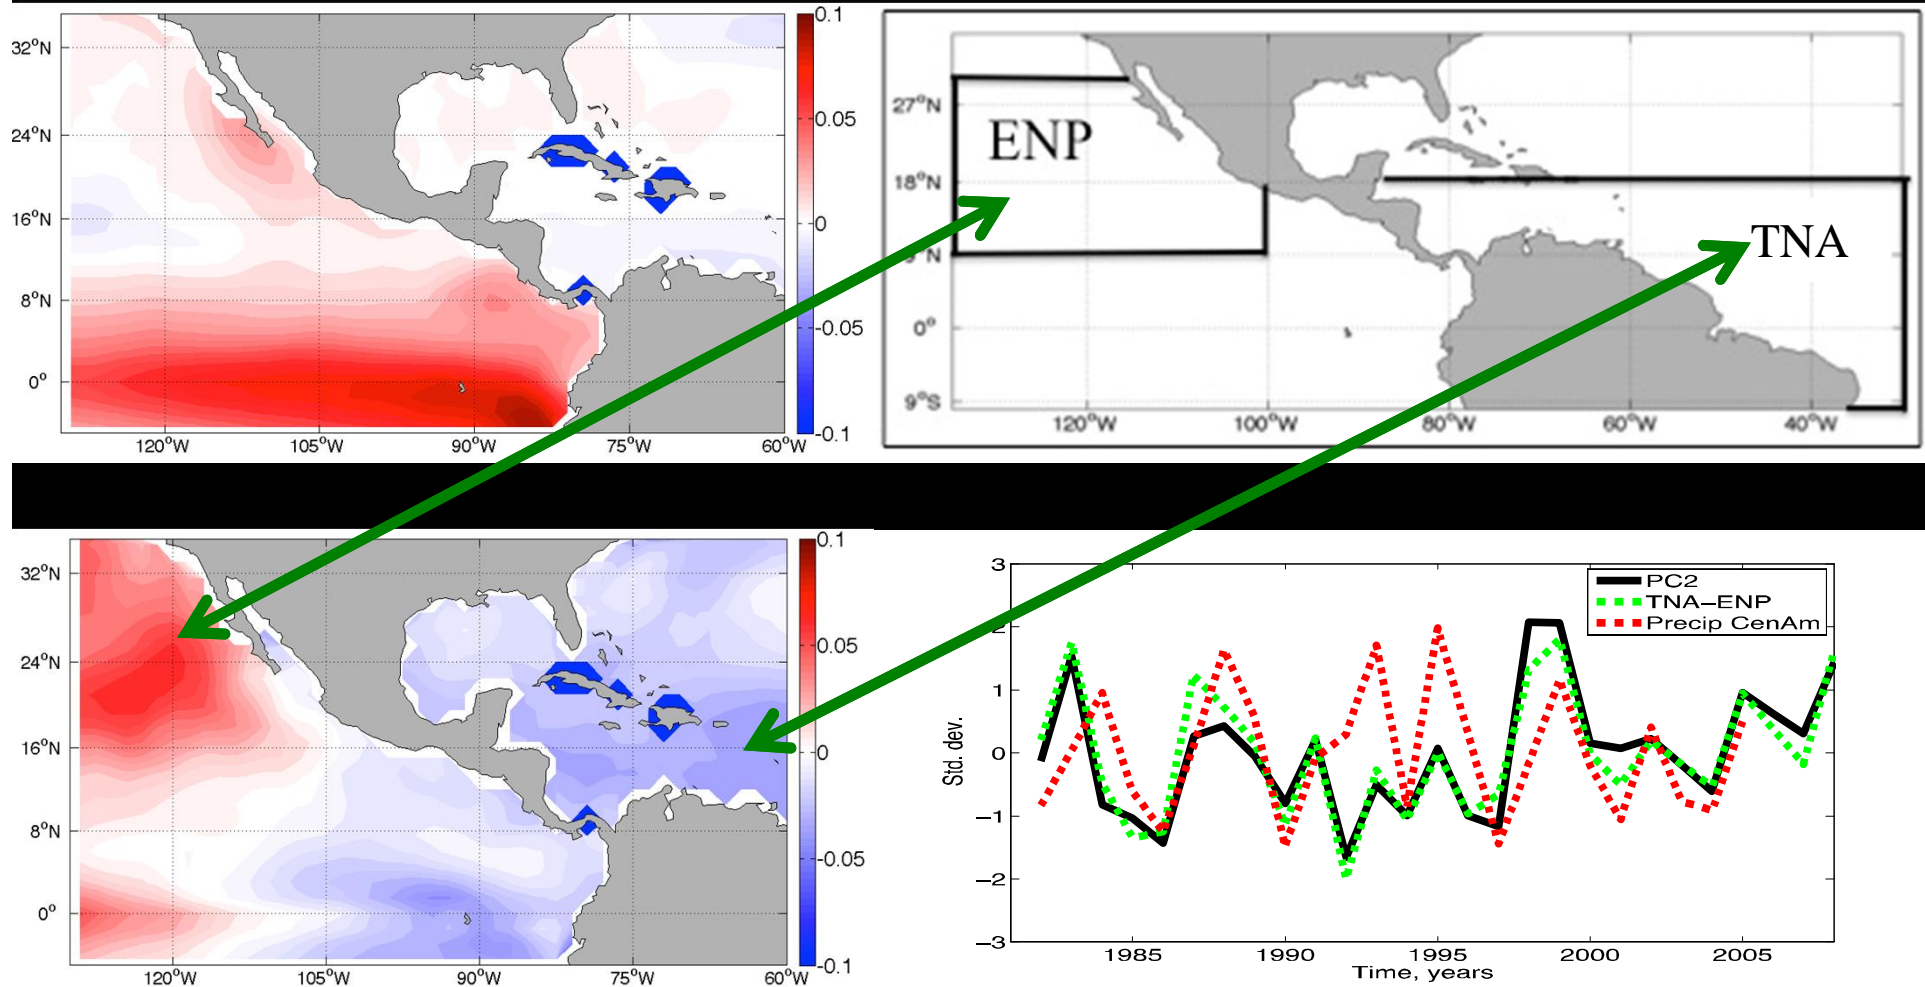 32°N
24°N
16°N
8°N
0°
120°W 105°W 90°W 75°W 60°W
0.1
0.05
0
-0.05
-0.1
27°N
18°N
0°
9°S
120°W 100°W 80°W 60°W 40°W
ENP
TNA
32°N
24°N
16°N
8°N
0°
120°W 105°W 90°W 75°W 60°W
0.1
0.05
0
-0.05
-0.1
3
1
0
−1
−2
−3
Std. dev.
PC2
TNA−ENP
Precip CenAm
1985 1990 1995 2000 2005
Time, years